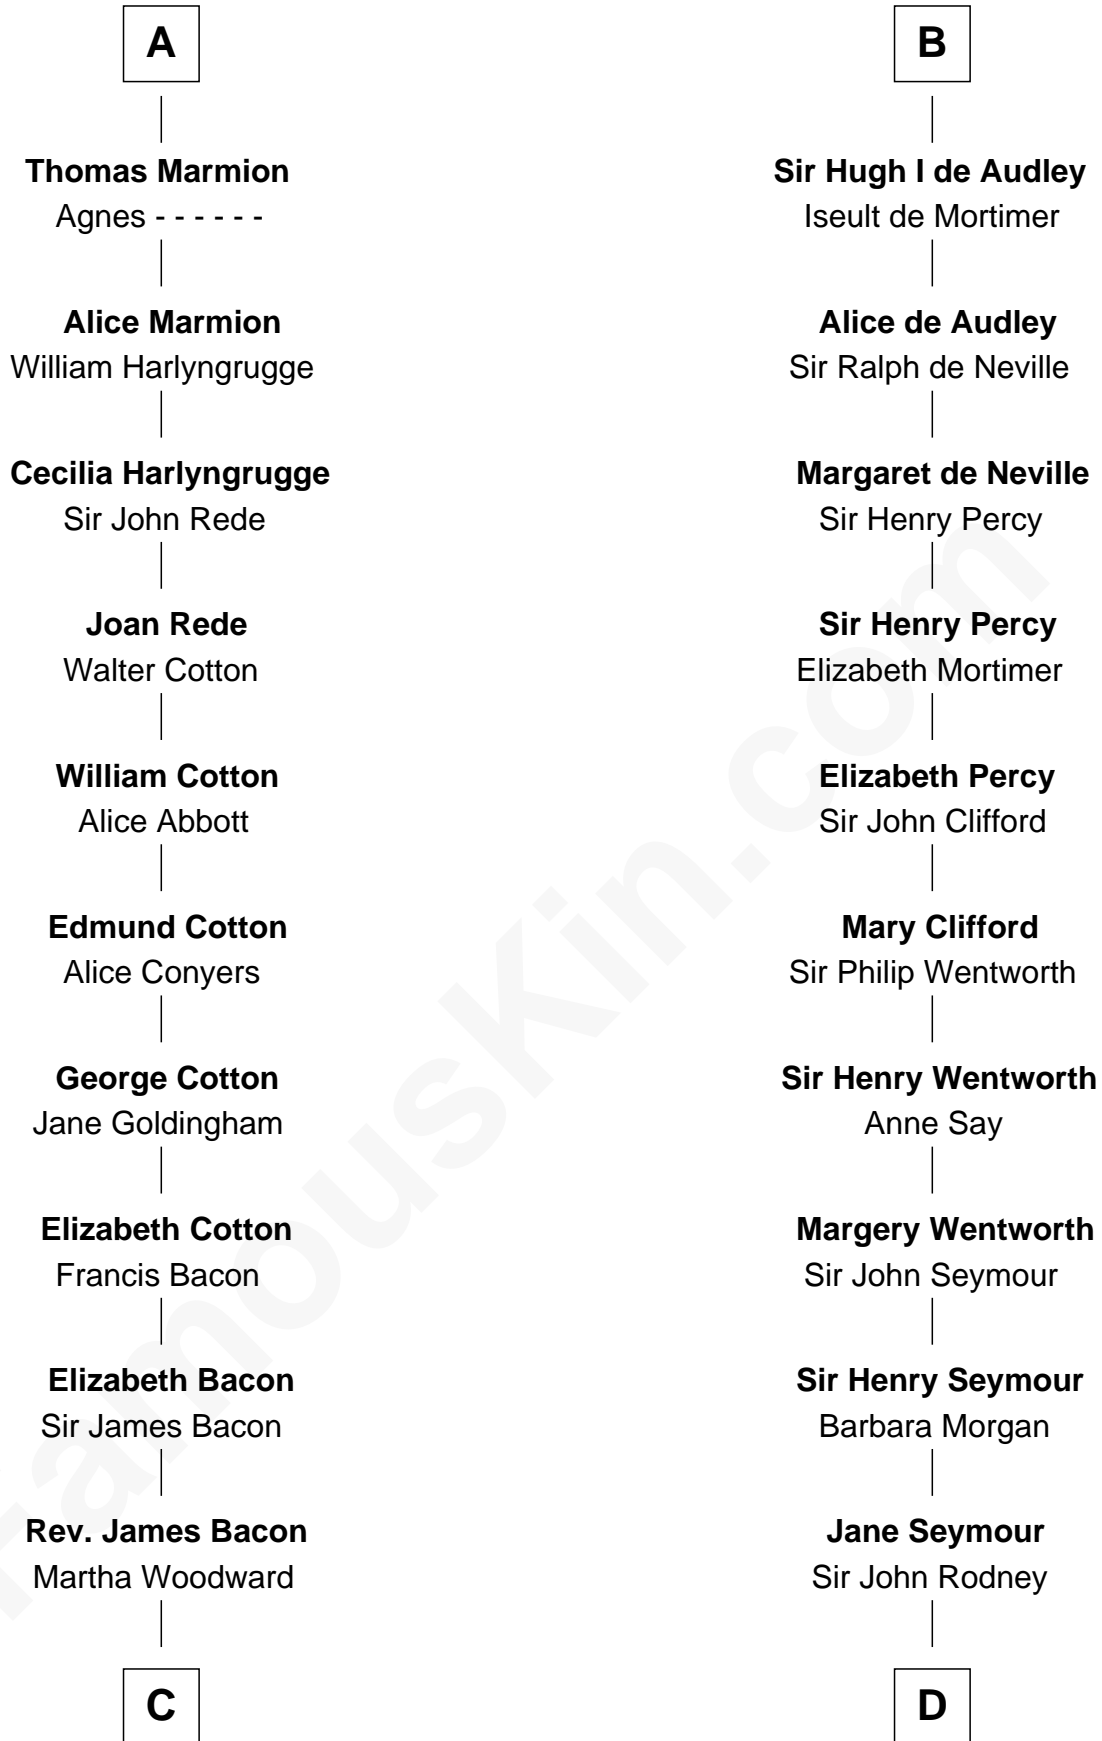 A
Thomas Marmion
Agnes - - - - - -
Alice Marmion
William Harlyngrugge
Cecilia Harlyngrugge
Sir John Rede
Joan Rede
Walter Cotton
William Cotton
Alice Abbott
Edmund Cotton
Alice Conyers
George Cotton
Jane Goldingham
Elizabeth Cotton
Francis Bacon
Elizabeth Bacon
Sir James Bacon
Rev. James Bacon
Martha Woodward
C
B
Sir Hugh I de Audley
Iseult de Mortimer
Alice de Audley
Sir Ralph de Neville
Margaret de Neville
Sir Henry Percy
Sir Henry Percy
Elizabeth Mortimer
Elizabeth Percy
Sir John Clifford
Mary Clifford
Sir Philip Wentworth
Sir Henry Wentworth
Anne Say
Margery Wentworth
Sir John Seymour
Sir Henry Seymour
Barbara Morgan
Jane Seymour
Sir John Rodney
D
FamousKin.com